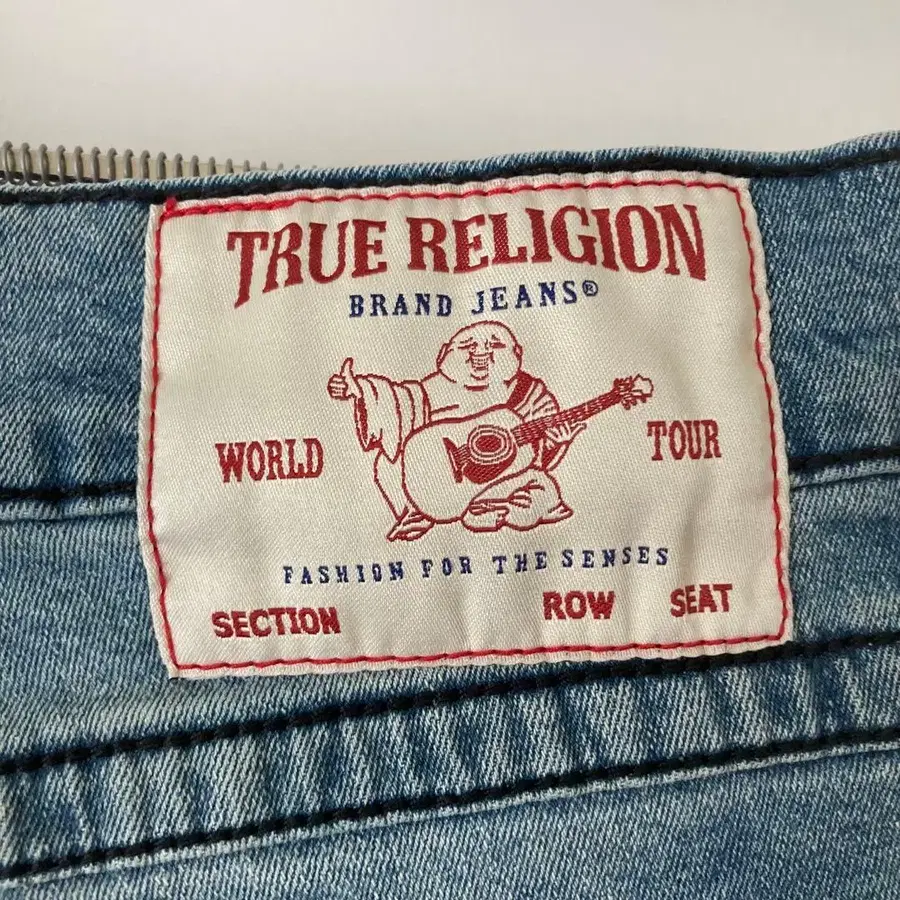 TRUE RELIGION
BRAND JEANS®
WORLD TOUR
FASHION FOR THE SENSES
SECTION ROW SEAT